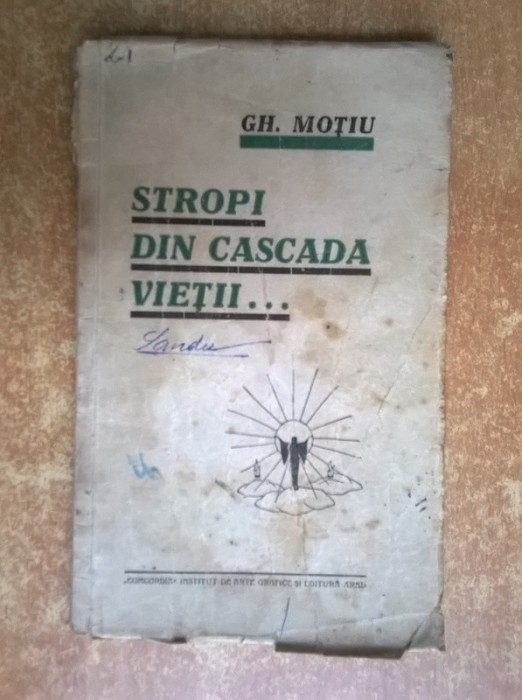 GH. MOȚIU
STROPI
DIN CASCADA
VIEȚII...
„CONCORDIA" INSTITUT DE ARTE GRAFICE ȘI EDITURĂ ARAD